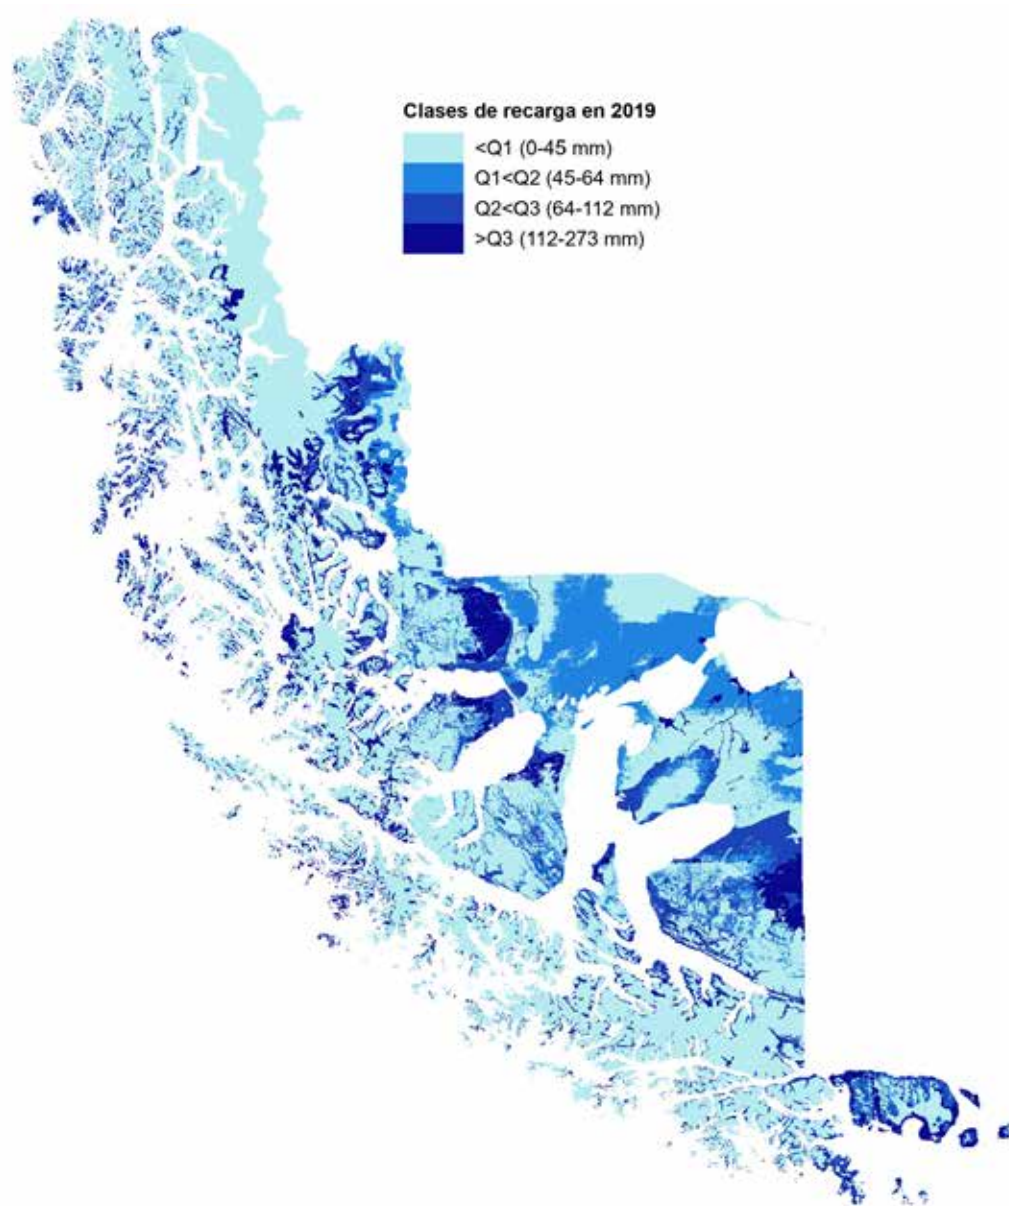 Clases de recarga en 2019
<Q1 (0-45 mm)
Q1<Q2 (45-64 mm)
Q2<Q3 (64-112 mm)
>Q3 (112-273 mm)